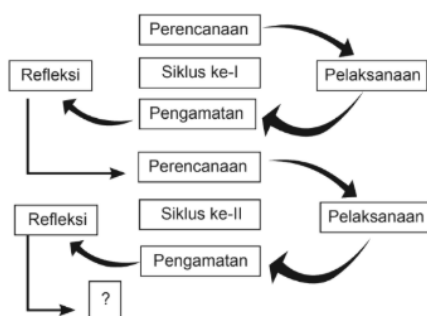 Perencanaan
Refleksi
Siklus ke-I
Pelaksanaan
Pengamatan
Perencanaan
Refleksi
Siklus ke-II
Pelaksanaan
Pengamatan
?